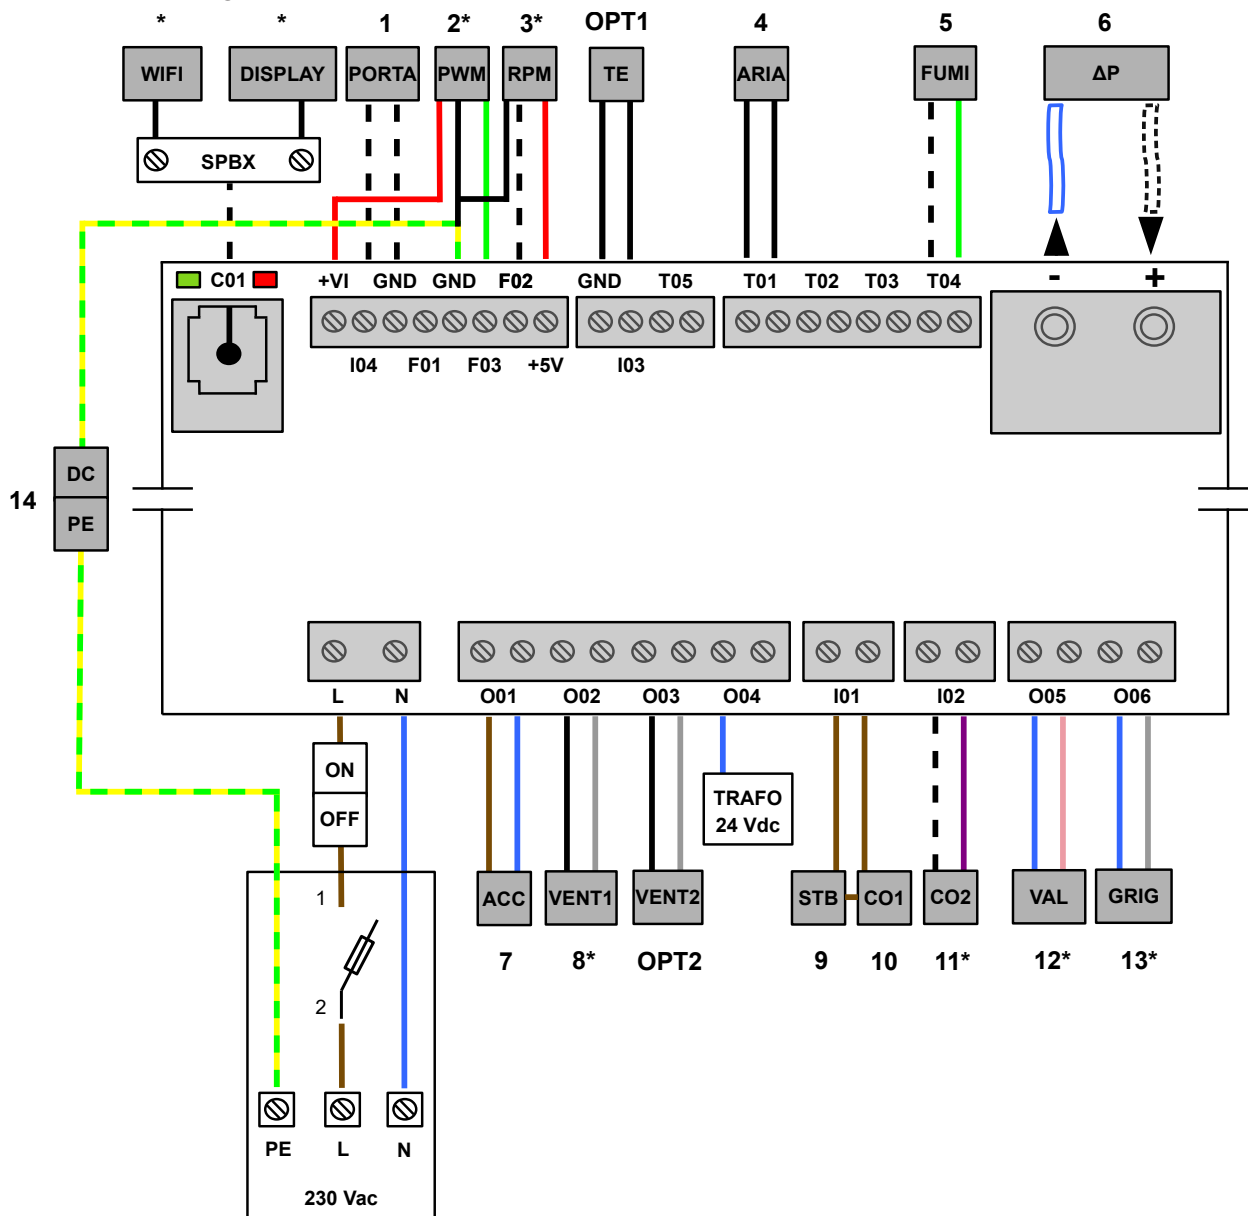 * * 1 2* 3* OPT1 4 5 6
WIFI DISPLAY PORTA PWM RPM TE ARIA FUMI ΔP
SPBX
C01 +VI GND GND F02 GND T05 T01 T02 T03 T04 - +
I04 F01 F03 +5V I03
DC
14
PE
L N O01 O02 O03 O04 I01 I02 O05 O06
ON
OFF
TRAFO
24 Vdc
1
ACC VENT1 VENT2 STB CO1 CO2 VAL GRIG
7 8* OPT2 9 10 11* 12* 13*
2
PE L N
230 Vac